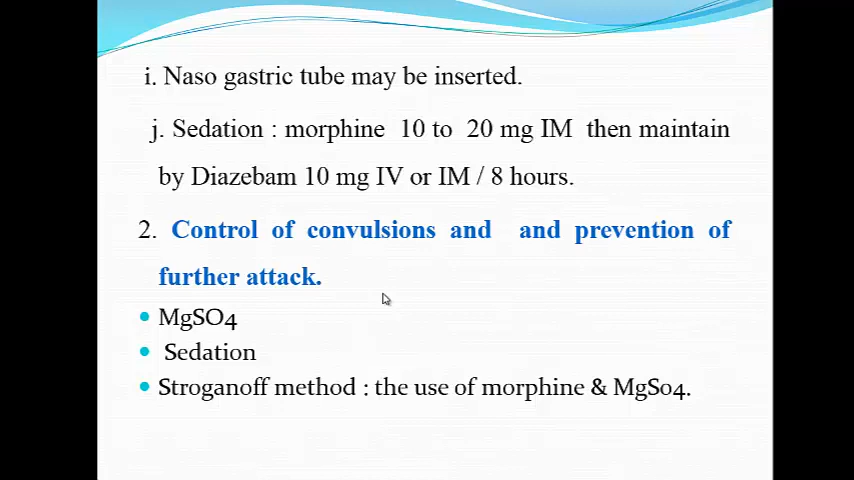 i. Naso gastric tube may be inserted.
j. Sedation : morphine 10 to 20 mg IM then maintain
by Diazebam 10 mg IV or IM / 8 hours.
2. Control of convulsions and and prevention of
further attack.
• MgSO4
• Sedation
• Stroganoff method : the use of morphine & MgSo4.